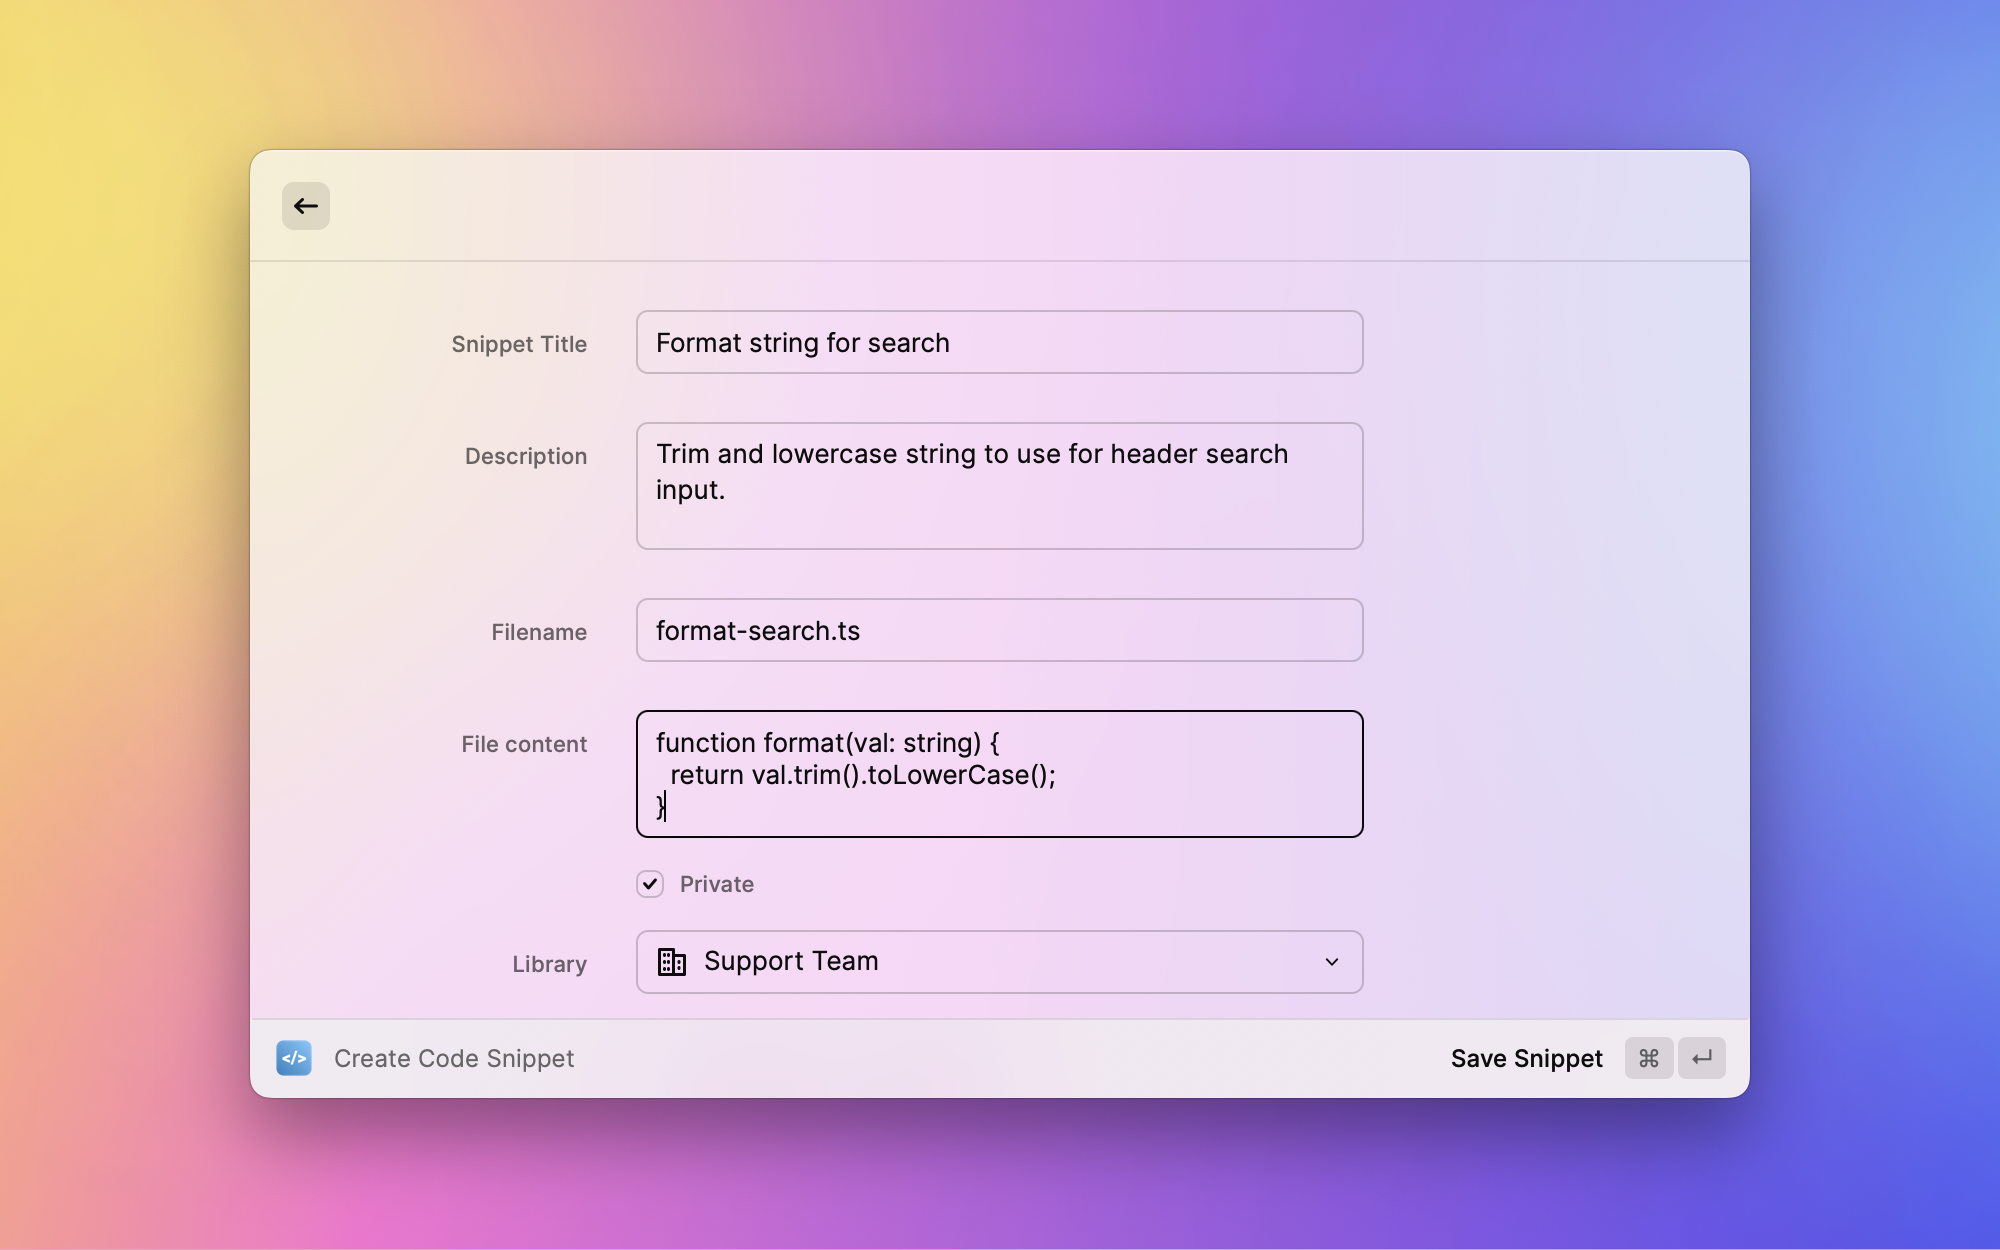 Snippet Title
Format string for search
Description
Trim and lowercase string to use for header search
input.
Filename
format-search.ts
File content
function format(val: string) {
  return val.trim().toLowerCase();
}
Private
Library
Support Team
</> Create Code Snippet
Save Snippet ⌘ ↵